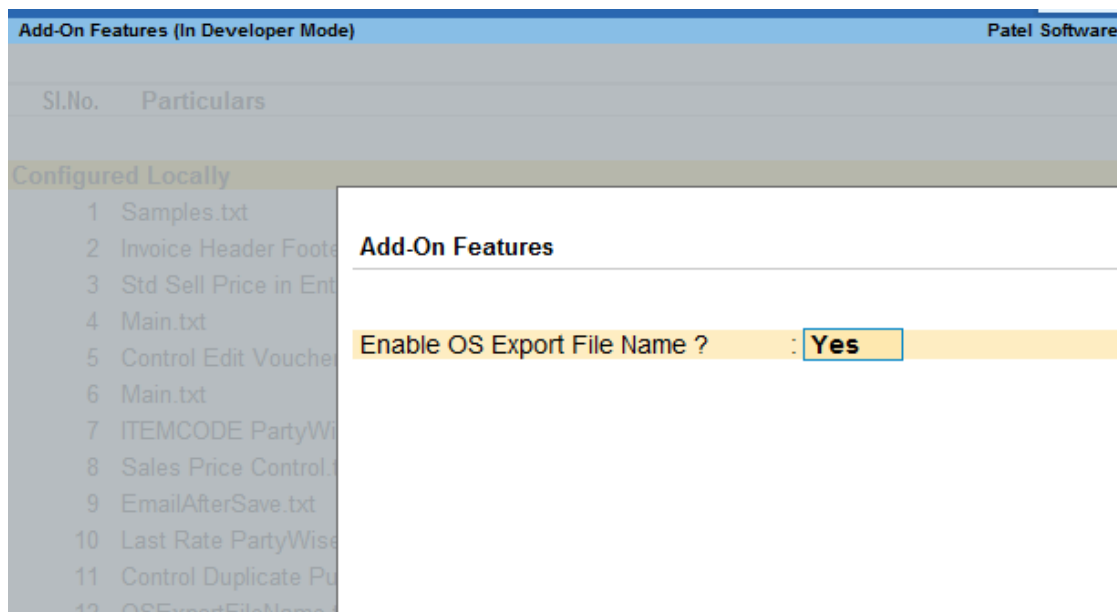 Add-On Features (In Developer Mode) Patel Software
Sl.No. Particulars
Configured Locally
1 Samples.txt
2 Invoice Header Foote
3 Std Sell Price in Ent
4 Main.txt
5 Control Edit Voucher
6 Main.txt
7 ITEMCODE PartyWi
8 Sales Price Control.t
9 EmailAfterSave.txt
10 Last Rate PartyWise
11 Control Duplicate Pu
12 OSExportFileName.
Add-On Features
Enable OS Export File Name ? : Yes